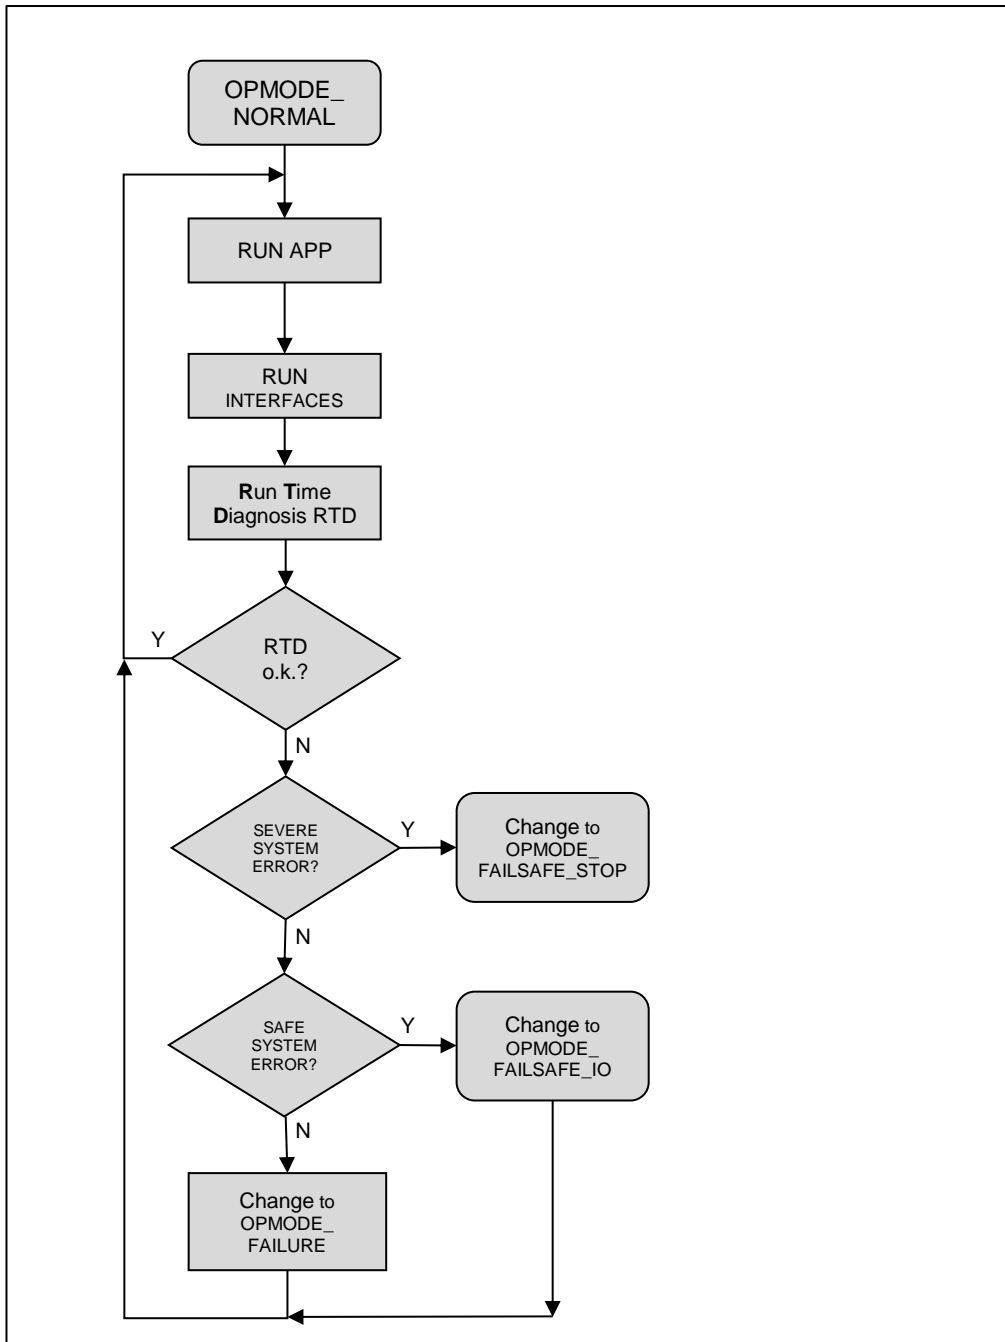 OPMODE_
NORMAL
RUN APP
RUN
INTERFACES
Run Time
Diagnosis RTD
Y
RTD
o.k.?
N
SEVERE
SYSTEM
ERROR?
Y
Change to
OPMODE_
FAILSAFE_STOP
N
SAFE
SYSTEM
ERROR?
Y
Change to
OPMODE_
FAILSAFE_IO
N
Change to
OPMODE_
FAILURE